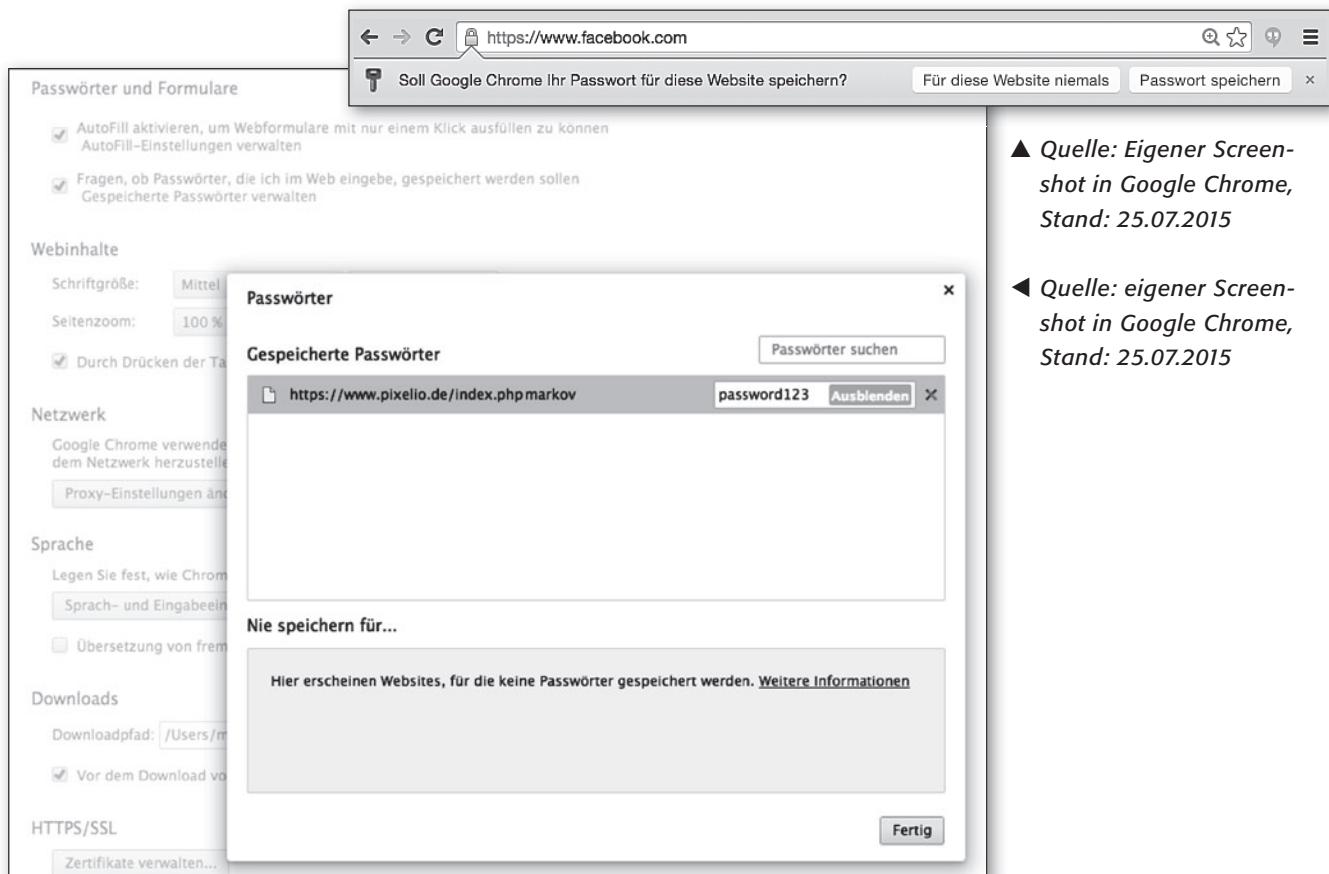 https://www.facebook.com
Soll Google Chrome Ihr Passwort für diese Website speichern?
Für diese Website niemals
Passwort speichern
Passwörter und Formulare
AutoFill aktivieren, um Webformulare mit nur einem Klick ausfüllen zu können
AutoFill-Einstellungen verwalten
Fragen, ob Passwörter, die ich im Web eingebe, gespeichert werden sollen
Gespeicherte Passwörter verwalten
Webinhalte
Schriftgröße: Mittel
Seitenzoom: 100 %
Durch Drücken der Ta
Netzwerk
Google Chrome verwende
dem Netzwerk herzustelle
Proxy-Einstellungen änd
Sprache
Legen Sie fest, wie Chrom
Sprach- und Eingabeein
Übersetzung von frem
Downloads
Downloadpfad: /Users/m
Vor dem Download vo
HTTPS/SSL
Zertifikate verwalten...
Passwörter
Gespeicherte Passwörter
Passwörter suchen
https://www.pixelio.de/index.php markov password123 Ausblenden
Nie speichern für...
Hier erscheinen Websites, für die keine Passwörter gespeichert werden. Weitere Informationen
Fertig
▲ Quelle: Eigener Screen-
shot in Google Chrome,
Stand: 25.07.2015
◀ Quelle: eigener Screen-
shot in Google Chrome,
Stand: 25.07.2015